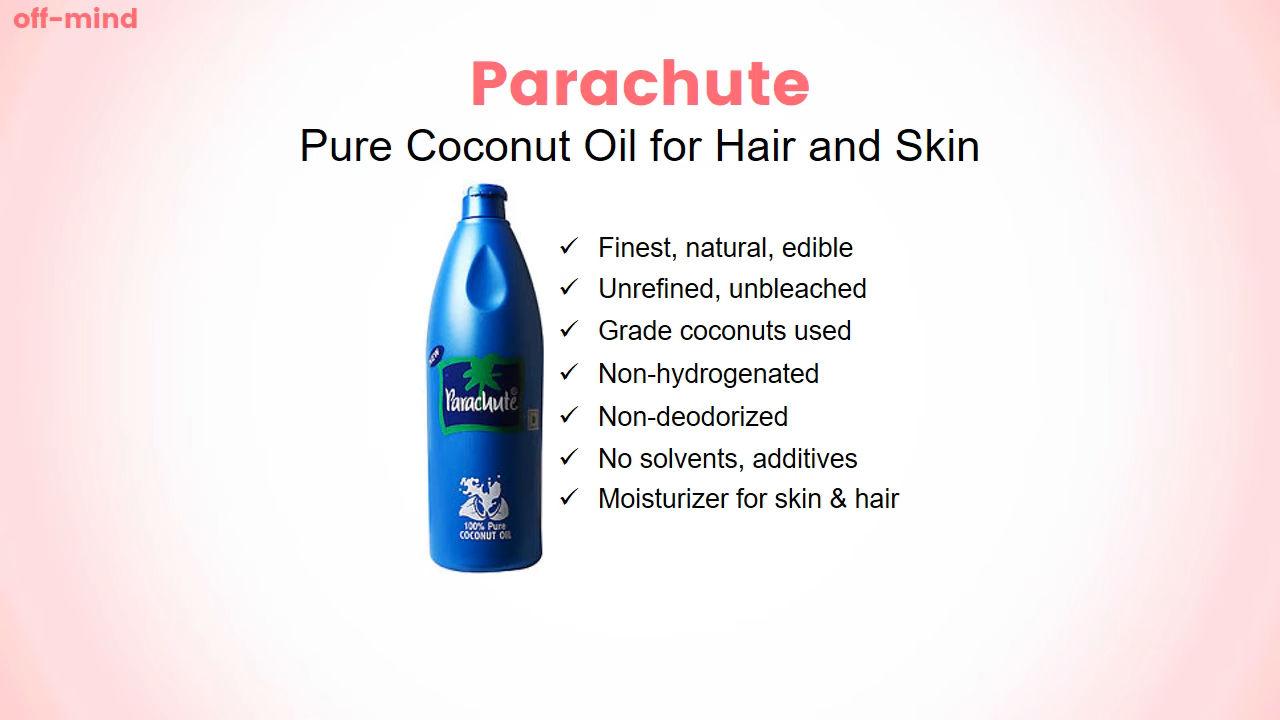 off-mind
Parachute
Pure Coconut Oil for Hair and Skin
✓ Finest, natural, edible
✓ Unrefined, unbleached
✓ Grade coconuts used
✓ Non-hydrogenated
✓ Non-deodorized
✓ No solvents, additives
✓ Moisturizer for skin & hair
NEW
Parachute®
100% Pure
COCONUT OIL